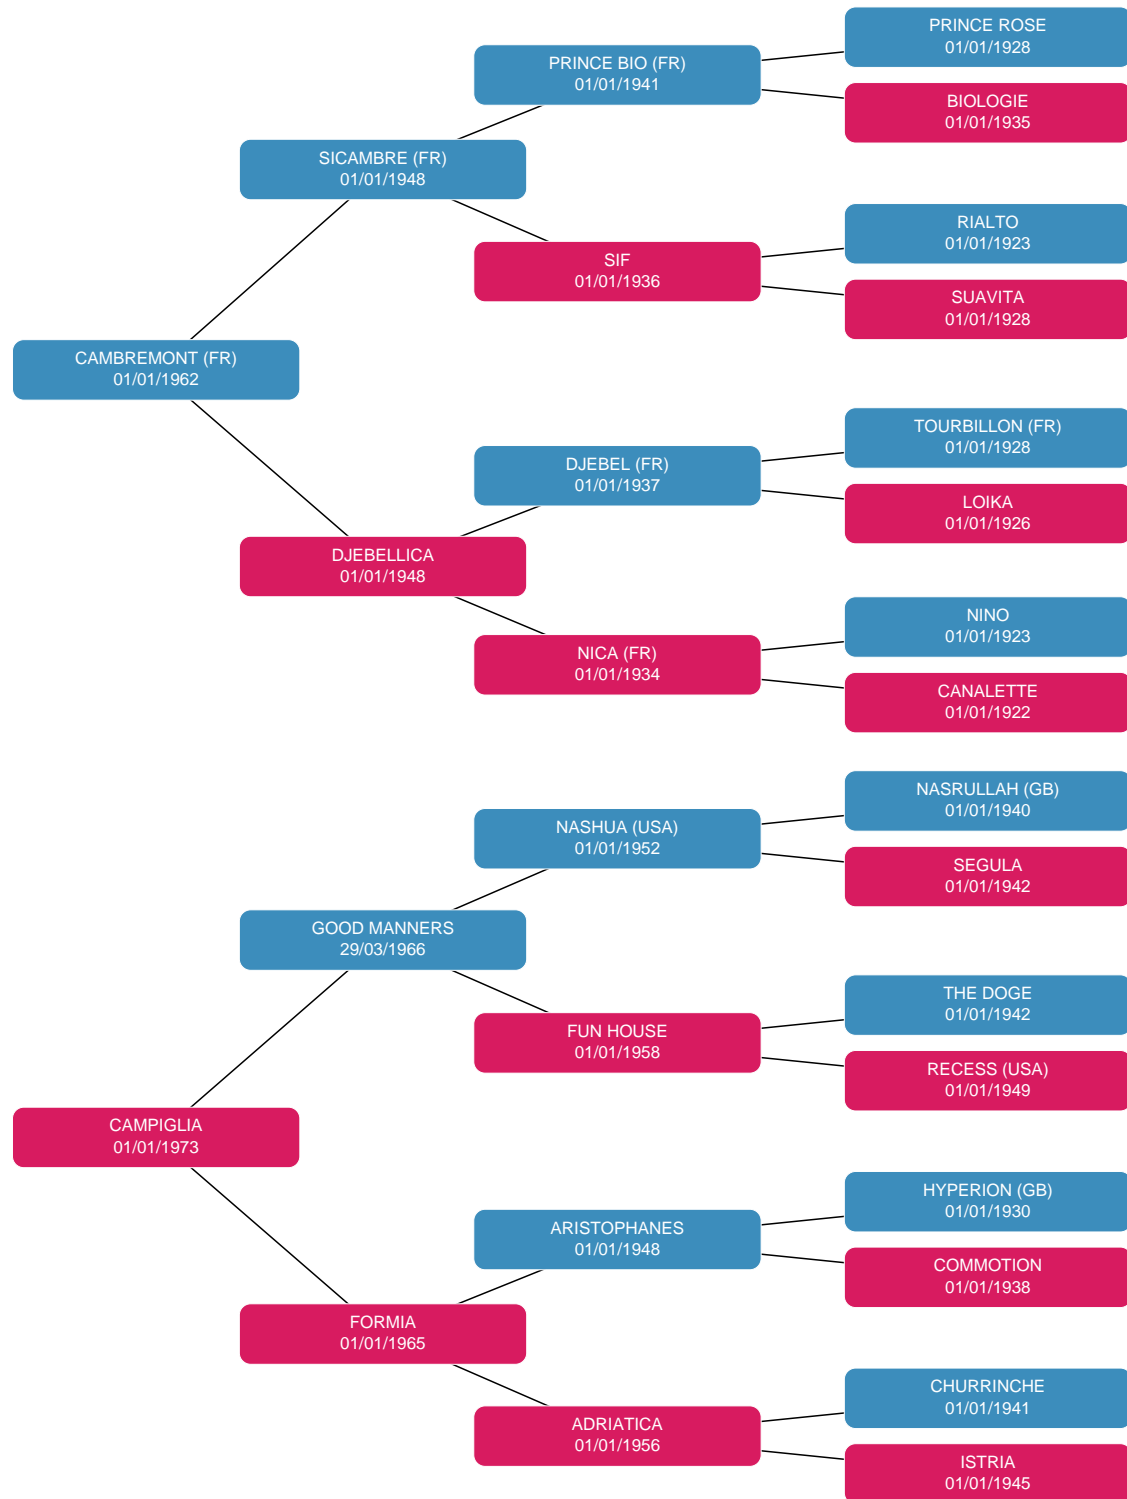 PRINCE ROSE
01/01/1928
PRINCE BIO (FR)
01/01/1941
BIOLOGIE
01/01/1935
SICAMBRE (FR)
01/01/1948
RIALTO
01/01/1923
SIF
01/01/1936
SUAVITA
01/01/1928
CAMBREMONT (FR)
01/01/1962
TOURBILLON (FR)
01/01/1928
DJEBEL (FR)
01/01/1937
LOIKA
01/01/1926
DJEBELLICA
01/01/1948
NINO
01/01/1923
NICA (FR)
01/01/1934
CANALETTE
01/01/1922
NASRULLAH (GB)
01/01/1940
NASHUA (USA)
01/01/1952
SEGULA
01/01/1942
GOOD MANNERS
29/03/1966
THE DOGE
01/01/1942
FUN HOUSE
01/01/1958
RECESS (USA)
01/01/1949
CAMPIGLIA
01/01/1973
HYPERION (GB)
01/01/1930
ARISTOPHANES
01/01/1948
COMMOTION
01/01/1938
FORMIA
01/01/1965
CHURRINCHE
01/01/1941
ADRIATICA
01/01/1956
ISTRIA
01/01/1945